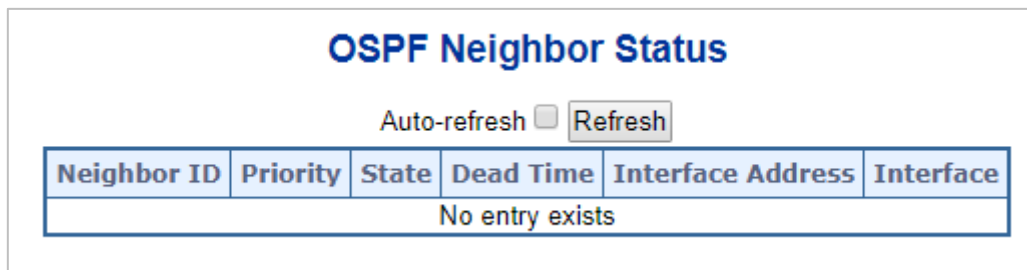 OSPF Neighbor Status
Auto-refresh Refresh
Neighbor ID Priority State Dead Time Interface Address Interface
No entry exists